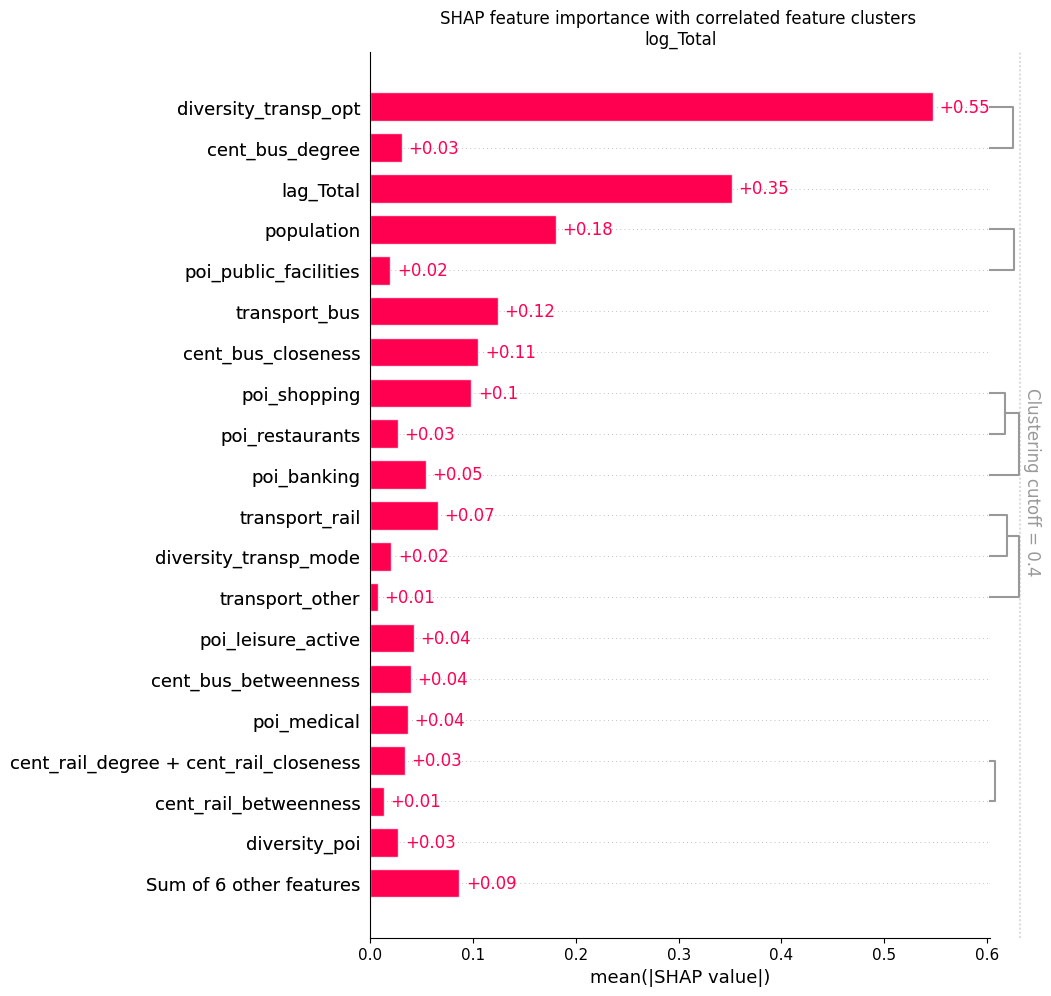 SHAP feature importance with correlated feature clusters
log_Total
diversity_transp_opt +0.55
cent_bus_degree +0.03
lag_Total +0.35
population +0.18
poi_public_facilities +0.02
transport_bus +0.12
cent_bus_closeness +0.11
poi_shopping +0.1
poi_restaurants +0.03
poi_banking +0.05
transport_rail +0.07
diversity_transp_mode +0.02
transport_other +0.01
poi_leisure_active +0.04
cent_bus_betweenness +0.04
poi_medical +0.04
cent_rail_degree + cent_rail_closeness +0.03
cent_rail_betweenness +0.01
diversity_poi +0.03
Sum of 6 other features +0.09
Clustering cutoff = 0.4
0.0 0.1 0.2 0.3 0.4 0.5 0.6
mean(|SHAP value|)